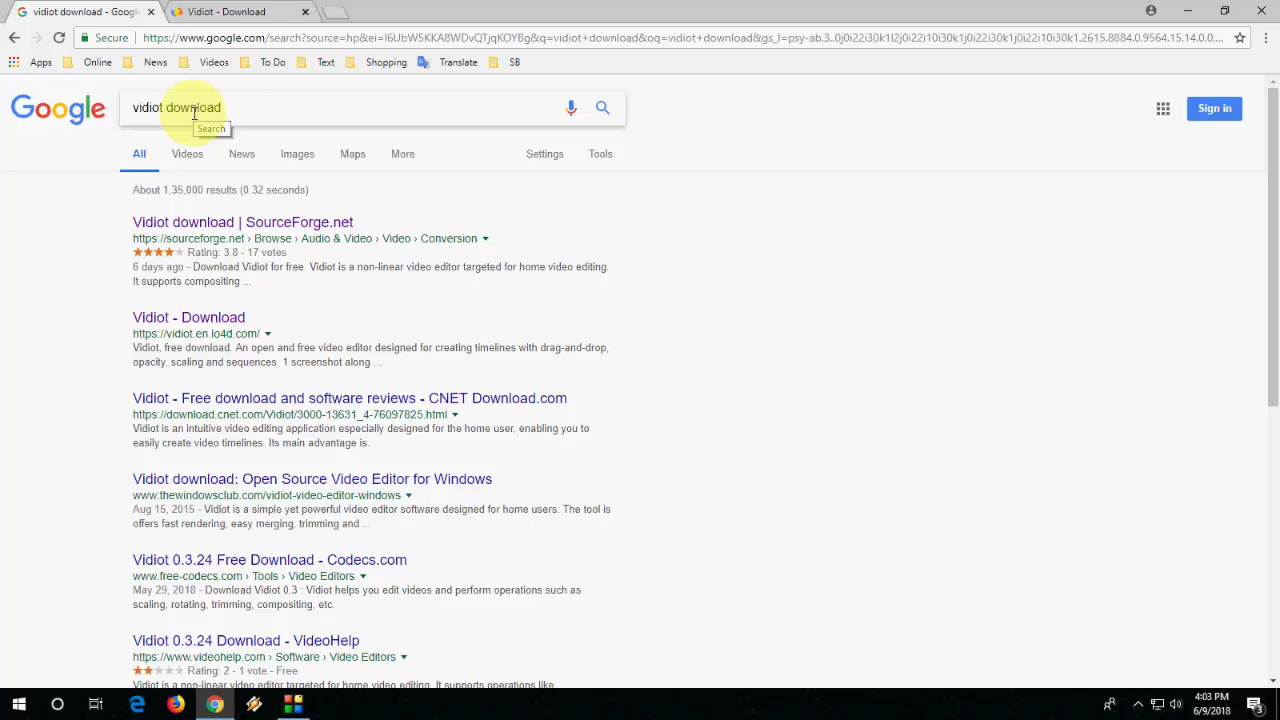 vidiot download - Google
Vidiot - Download
Secure
https://www.google.com/search?source=hp&ei=I6UbW5KKA8WDvQTjqKOYBg&q=vidiot+download&oq=vidiot+download&gs_l=psy-ab.3..0j0i22i30k1l2j0i22i10i30k1j0i22i30k1j0i22i10i30k1.2615.8884.0.9564.15.14.0.0....
Apps
Online
News
Videos
To Do
Text
Shopping
Translate
SB
Google
vidiot download
Sign in
Search
All
Videos
News
Images
Maps
More
Settings
Tools
About 1,35,000 results (0.32 seconds)
Vidiot download | SourceForge.net
https://sourceforge.net › Browse › Audio & Video › Video › Conversion
Rating: 3.8 - 17 votes
6 days ago - Download Vidiot for free. Vidiot is a non-linear video editor targeted for home video editing.
It supports compositing ...
Vidiot - Download
https://vidiot.en.lo4d.com/
Vidiot, free download. An open and free video editor designed for creating timelines with drag-and-drop,
opacity, scaling and sequences. 1 screenshot along ...
Vidiot - Free download and software reviews - CNET Download.com
https://download.cnet.com/Vidiot/3000-13631_4-76097825.html
Vidiot is an intuitive video editing application especially designed for the home user, enabling you to
easily create video timelines. Its main advantage is.
Vidiot download: Open Source Video Editor for Windows
www.thewindowsclub.com/vidiot-video-editor-windows
Aug 15, 2015 - Vidiot is a simple yet powerful video editor software designed for home users. The tool is
offers fast rendering, easy merging, trimming and ...
Vidiot 0.3.24 Free Download - Codecs.com
www.free-codecs.com › Tools › Video Editors
May 29, 2018 - Download Vidiot 0.3 : Vidiot helps you edit videos and perform operations such as
scaling, rotating, trimming, compositing, etc.
Vidiot 0.3.24 Download - VideoHelp
https://www.videohelp.com › Software › Video Editors
Rating: 2 - 1 vote - Free
Vidiot is a non-linear video editor targeted for home video editing. It supports operations like
4:03 PM
6/9/2018
3